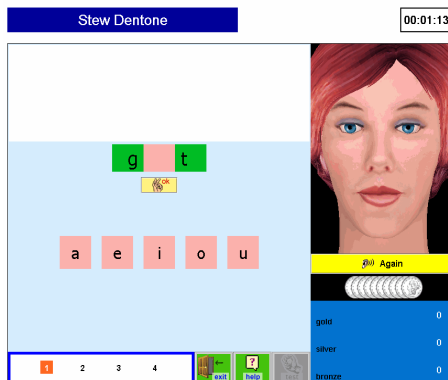 Stew Dentone
00:01:13
g t
ok
a e i o u
Again
gold 0
silver 0
bronze 0
1 2 3 4
exit
help